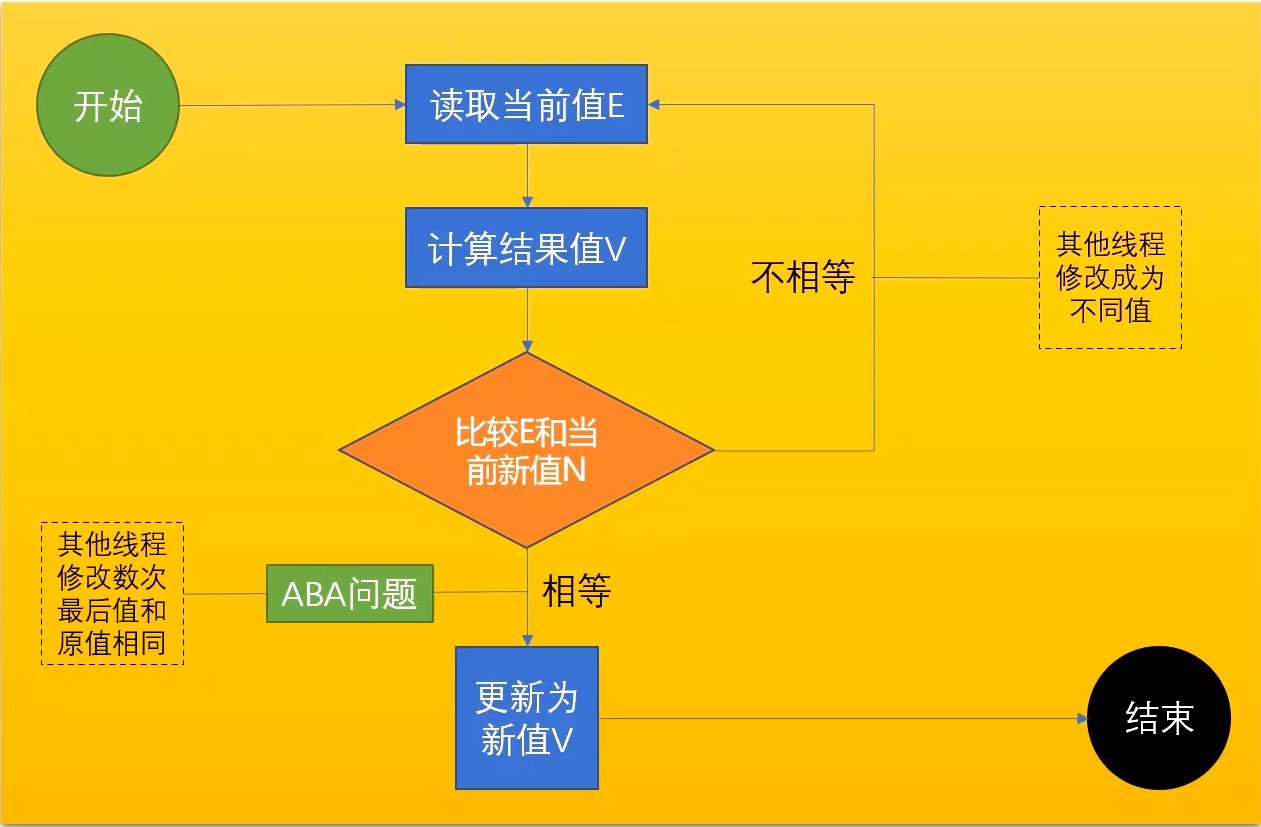 开始
读取当前值E
计算结果值V
不相等
其他线程
修改成为
不同值
比较E和当
前新值N
其他线程
修改数次
最后值和
原值相同
ABA问题
相等
更新为
新值V
结束